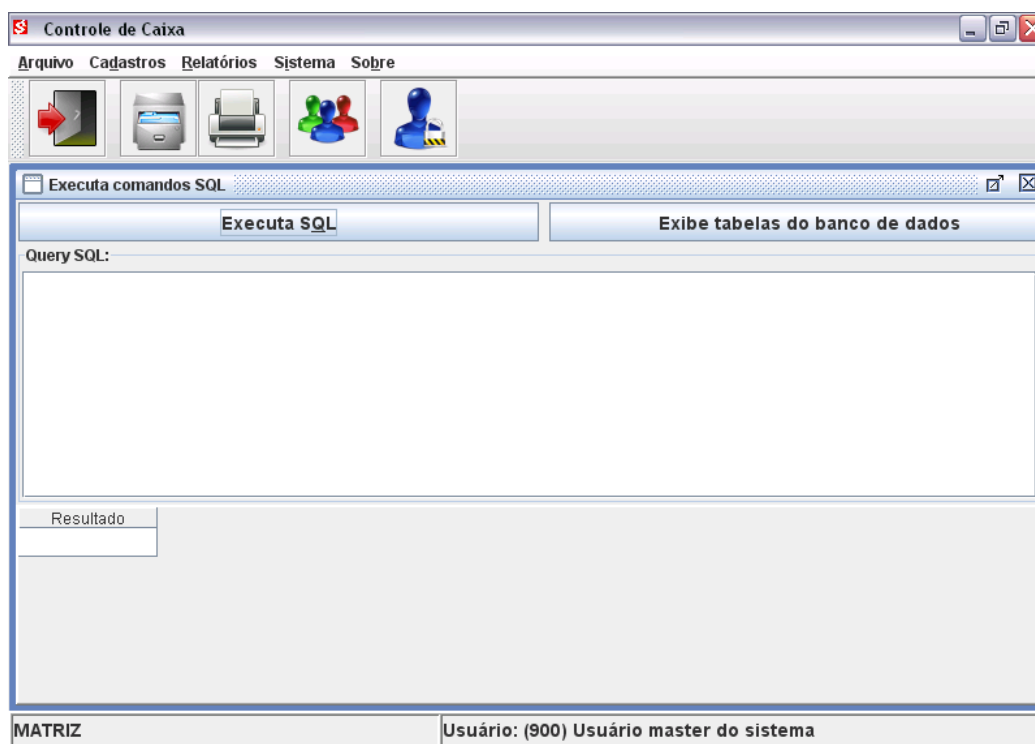 Controle de Caixa
Arquivo Cadastros Relatórios Sistema Sobre
Executa comandos SQL
Executa SQL Exibe tabelas do banco de dados
Query SQL:
Resultado
MATRIZ Usuário: (900) Usuário master do sistema